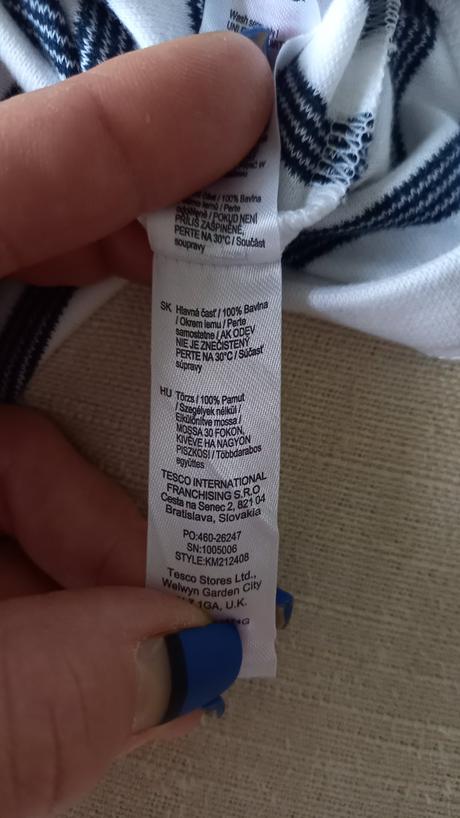 Wash
100% Bavlna
lemu / Perte
/ POKUD NENÍ
PŘÍLIŠ ZAŠPINĚNÉ,
PERTE NA 30°C / Součást
soupravy
SK Hlavná časť / 100% Bavlna
/ Okrem lemu / Perte
samostatne / AK ODEV
NIE JE ZNEČISTENÝ
PERTE NA 30°C / Súčasť
súpravy
HU Törzs / 100% Pamut
/ Szegélyek nélkül /
Elkülönítve mossa /
MOSSA 30 FOKON,
KIVÉVE HA NAGYON
PISZKOS! / Többdarabos
együttes
TESCO INTERNATIONAL
FRANCHISING S.R.O
Cesta na Senec 2, 821 04
Bratislava, Slovakia
PO:460-26247
SN:1005006
STYLE:KM212408
Tesco Stores Ltd.,
Welwyn Garden City
1GA, U.K.